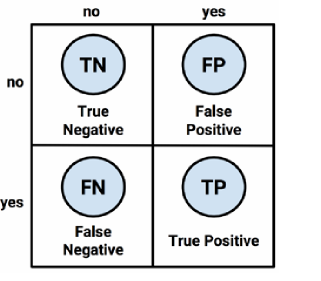 no yes
no
TN FP
True False
Negative Positive
yes
FN TP
False
Negative
True Positive